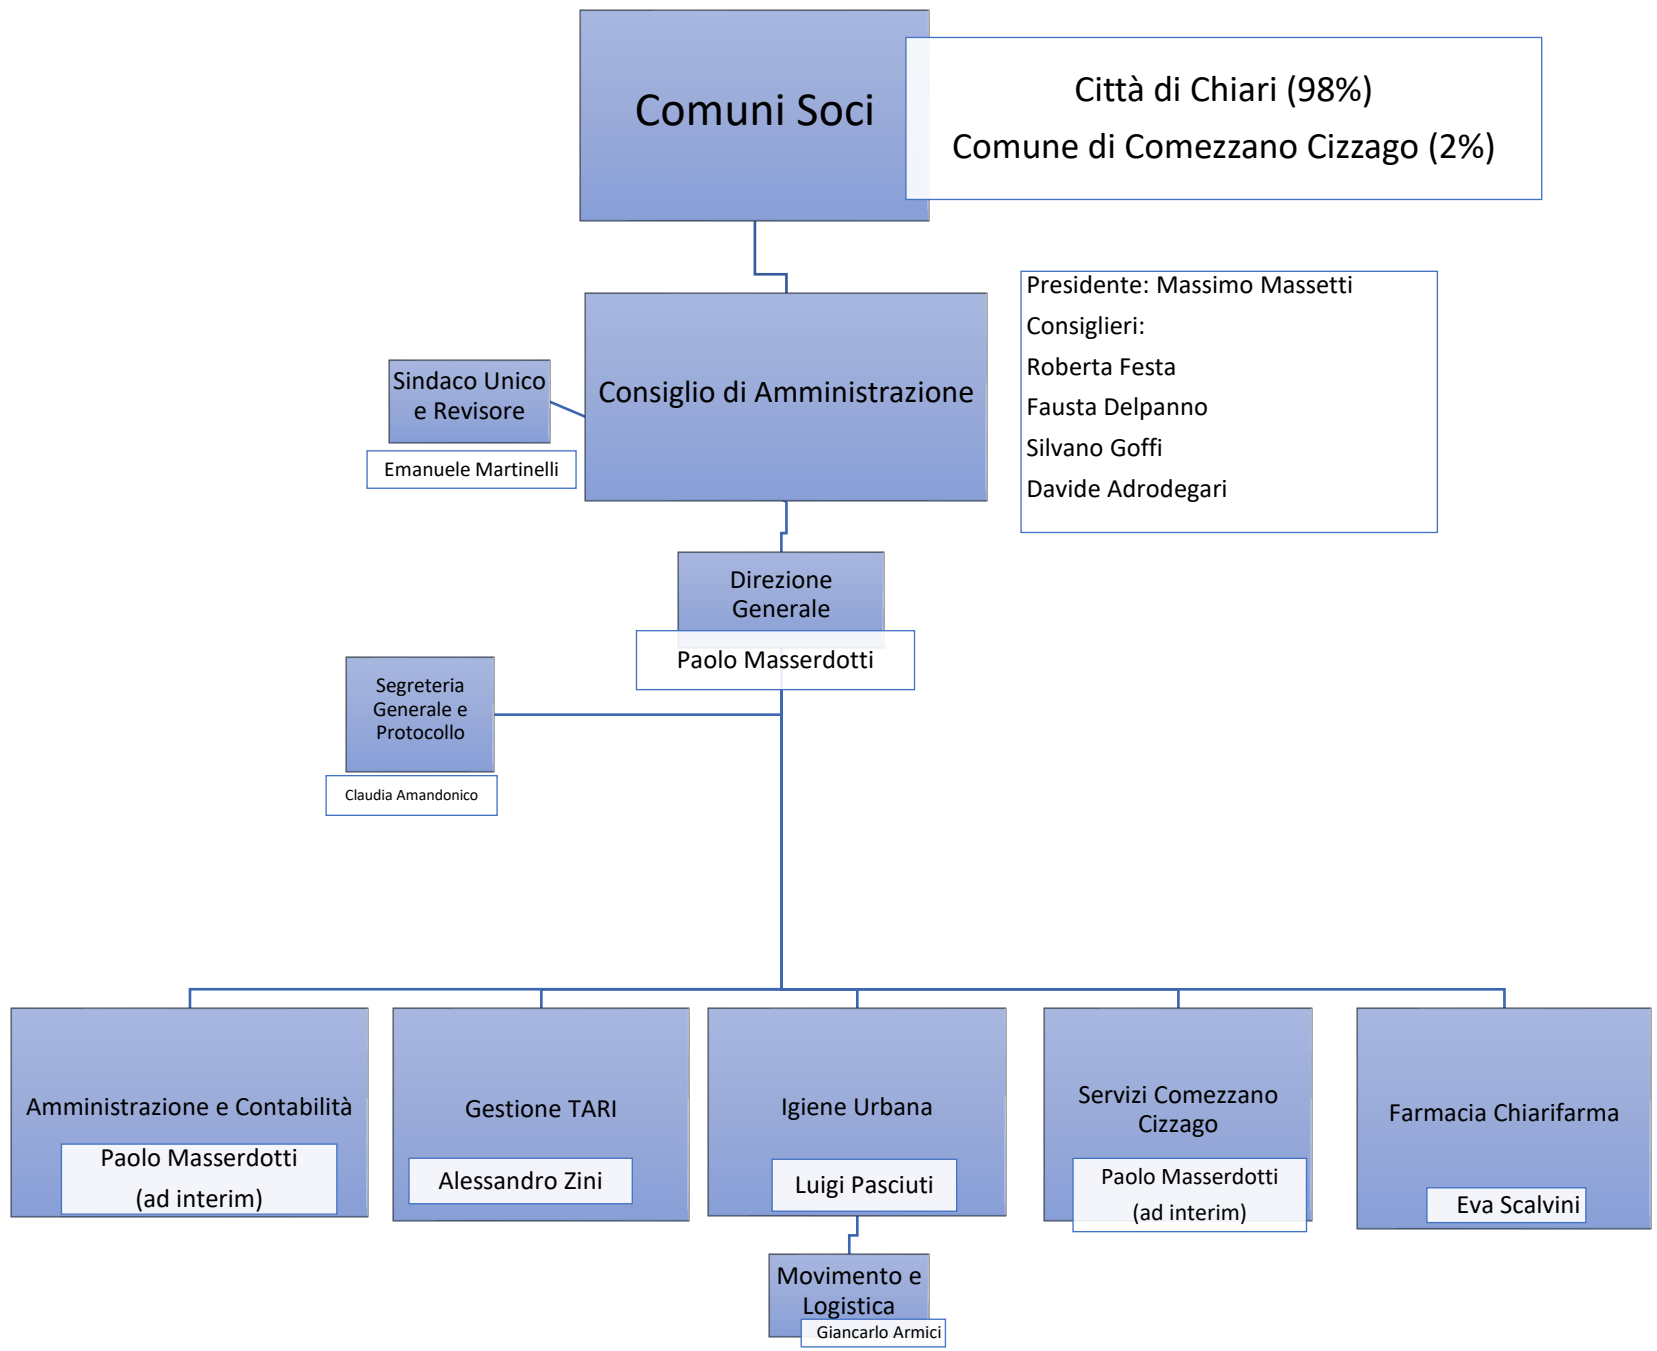 Comuni Soci
Città di Chiari (98%)
Comune di Comezzano Cizzago (2%)
Presidente: Massimo Massetti
Consiglieri:
Roberta Festa
Fausta Delpanno
Silvano Goffi
Davide Adrodegari
Consiglio di Amministrazione
Sindaco Unico
e Revisore
Emanuele Martinelli
Direzione
Generale
Paolo Masserdotti
Segreteria
Generale e
Protocollo
Claudia Amandonico
Amministrazione e Contabilità
Paolo Masserdotti
(ad interim)
Gestione TARI
Alessandro Zini
Igiene Urbana
Luigi Pasciuti
Servizi Comezzano
Cizzago
Paolo Masserdotti
(ad interim)
Farmacia Chiarifarma
Eva Scalvini
Movimento e
Logistica
Giancarlo Armici